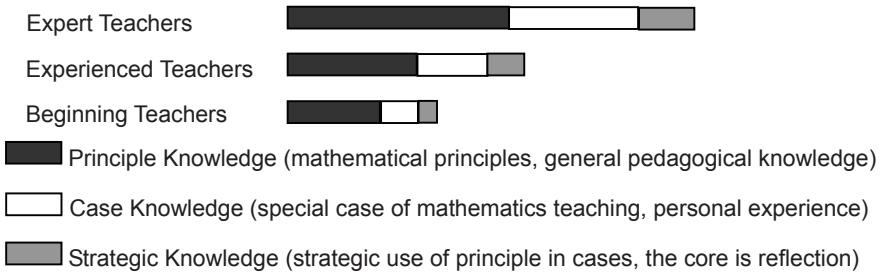 Expert Teachers
Experienced Teachers
Beginning Teachers
Principle Knowledge (mathematical principles, general pedagogical knowledge)
Case Knowledge (special case of mathematics teaching, personal experience)
Strategic Knowledge (strategic use of principle in cases, the core is reflection)